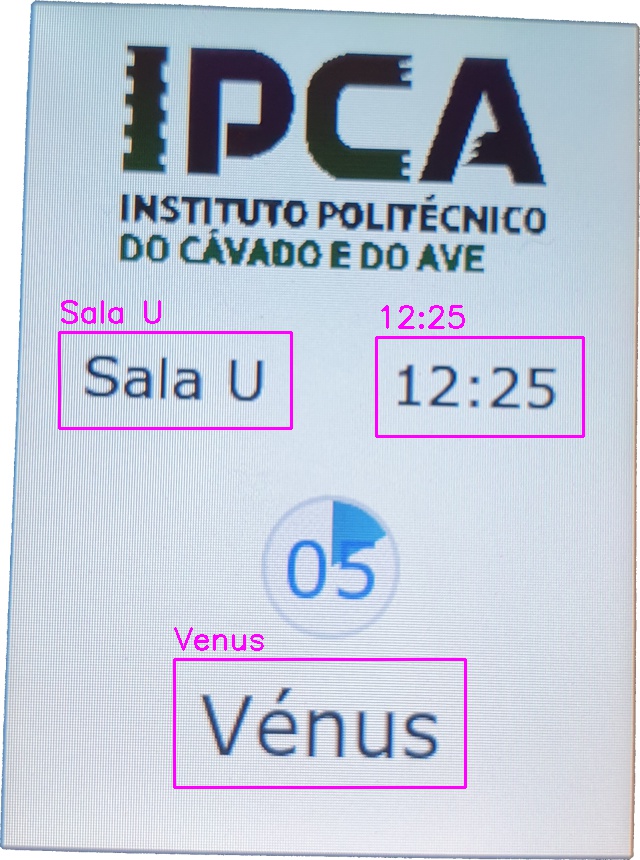 IPCA
INSTITUTO POLITÉCNICO
DO CÁVADO E DO AVE
Sala U
12:25
Sala U
12:25
05
Venus
Vénus